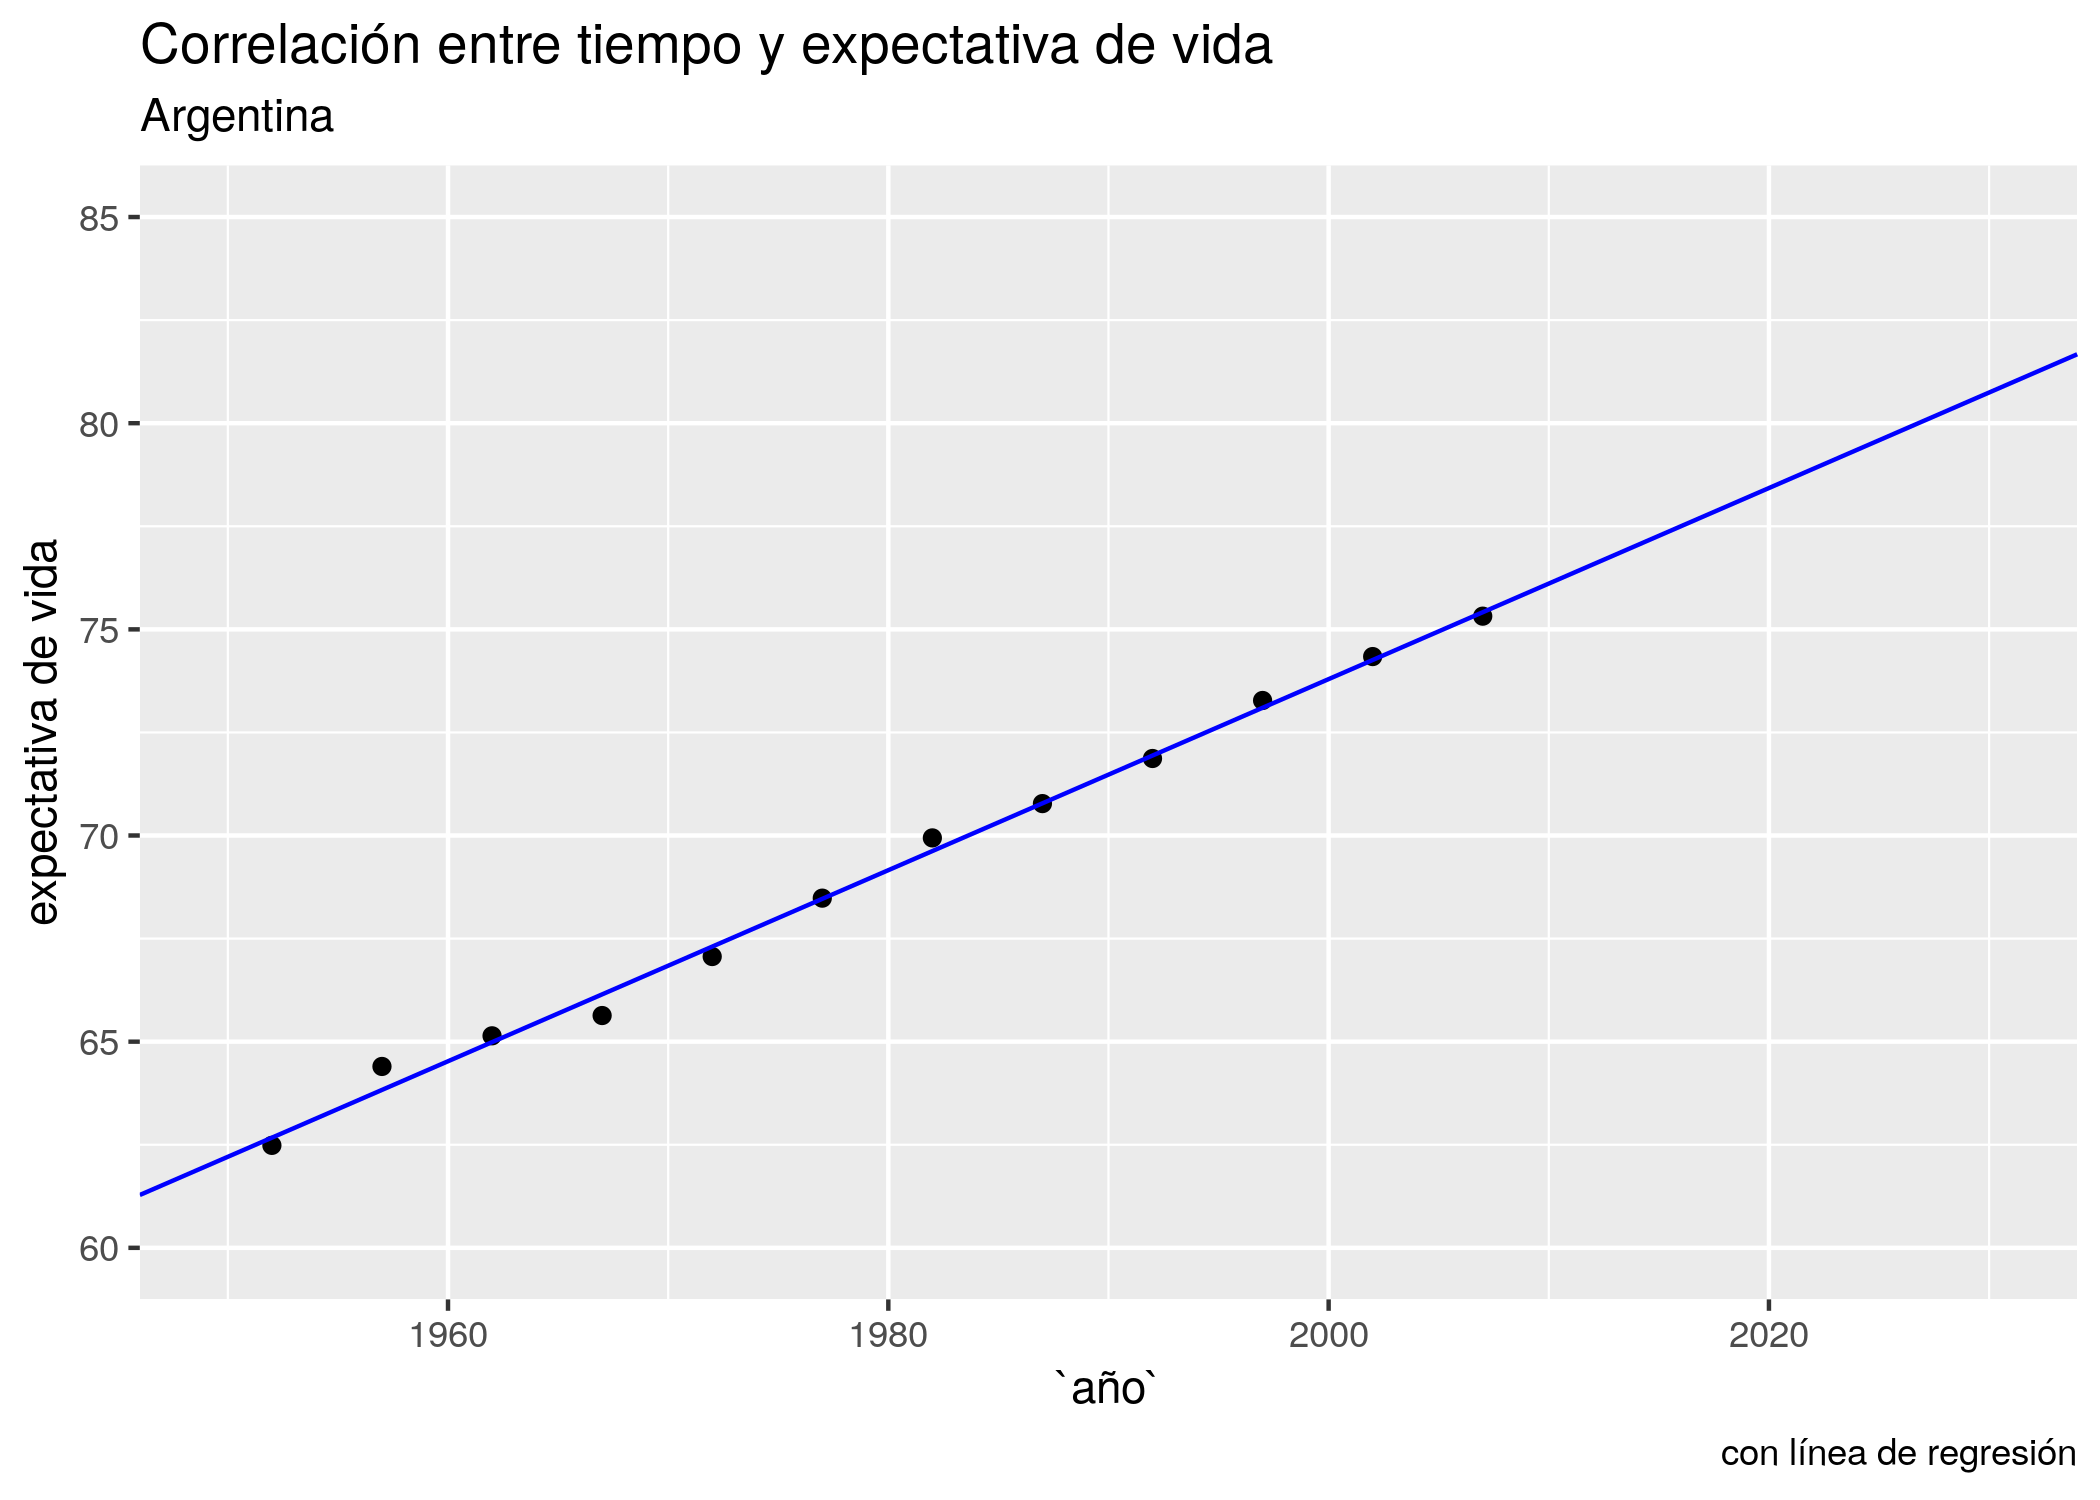 Correlación entre tiempo y expectativa de vida
Argentina
expectativa de vida
85
80
75
70
65
60
1960
1980
2000
2020
`año`
con línea de regresión